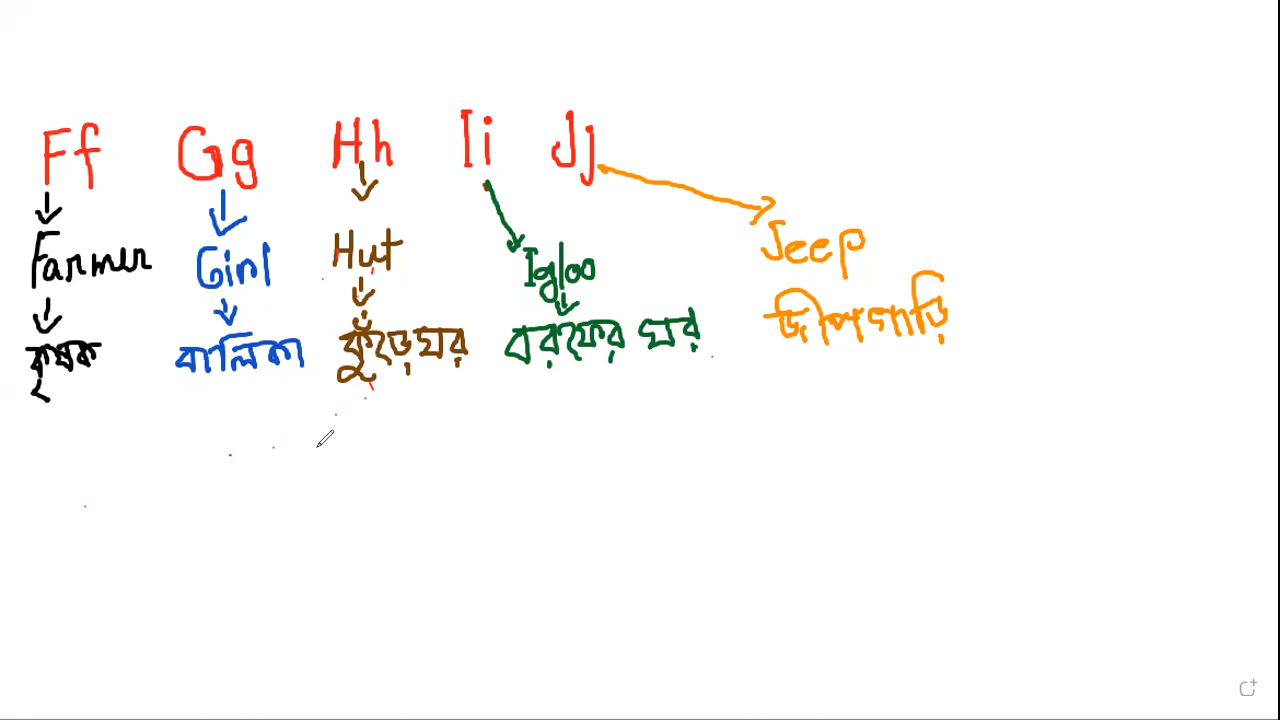 Ff Gg Hh Ii Jj
Farmer Girl Hut Igloo Jeep
কৃষক বালিকা কুঁড়েঘর বরফের ঘর জীপগাড়ি